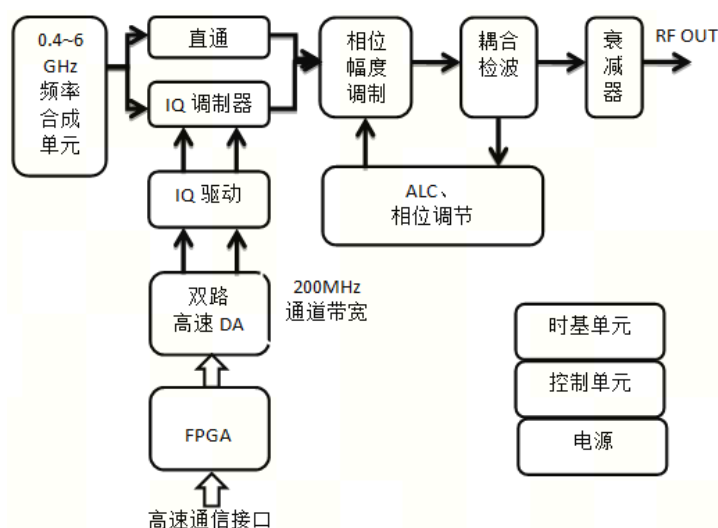 0.4~6
GHz
频率
合成
单元
直通
IQ 调制器
相位
幅度
调制
耦合
检波
衰
减
器
RF OUT
IQ 驱动
ALC、
相位调节
双路
高速 DA
200MHz
通道带宽
时基单元
控制单元
电源
FPGA
高速通信接口